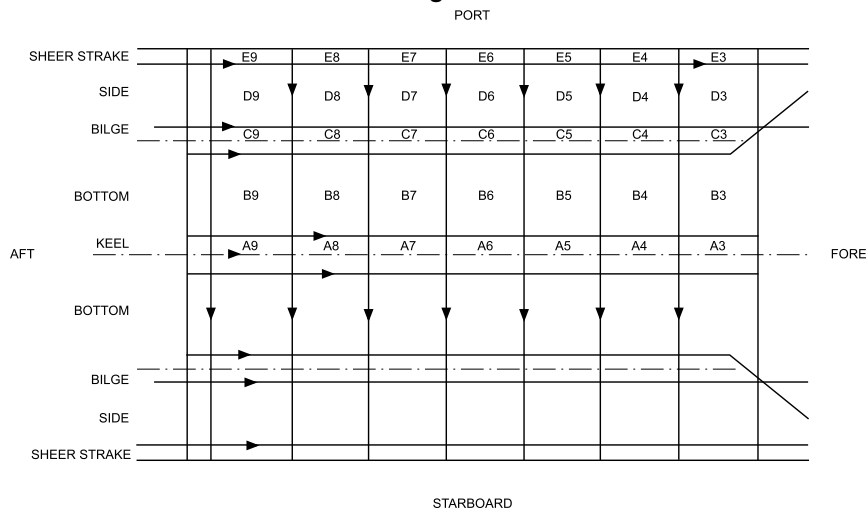 PORT
SHEER STRAKE E9 E8 E7 E6 E5 E4 E3
SIDE D9 D8 D7 D6 D5 D4 D3
BILGE C9 C8 C7 C6 C5 C4 C3
BOTTOM B9 B8 B7 B6 B5 B4 B3
KEEL A9 A8 A7 A6 A5 A4 A3
AFT FORE
BOTTOM
BILGE
SIDE
SHEER STRAKE
STARBOARD